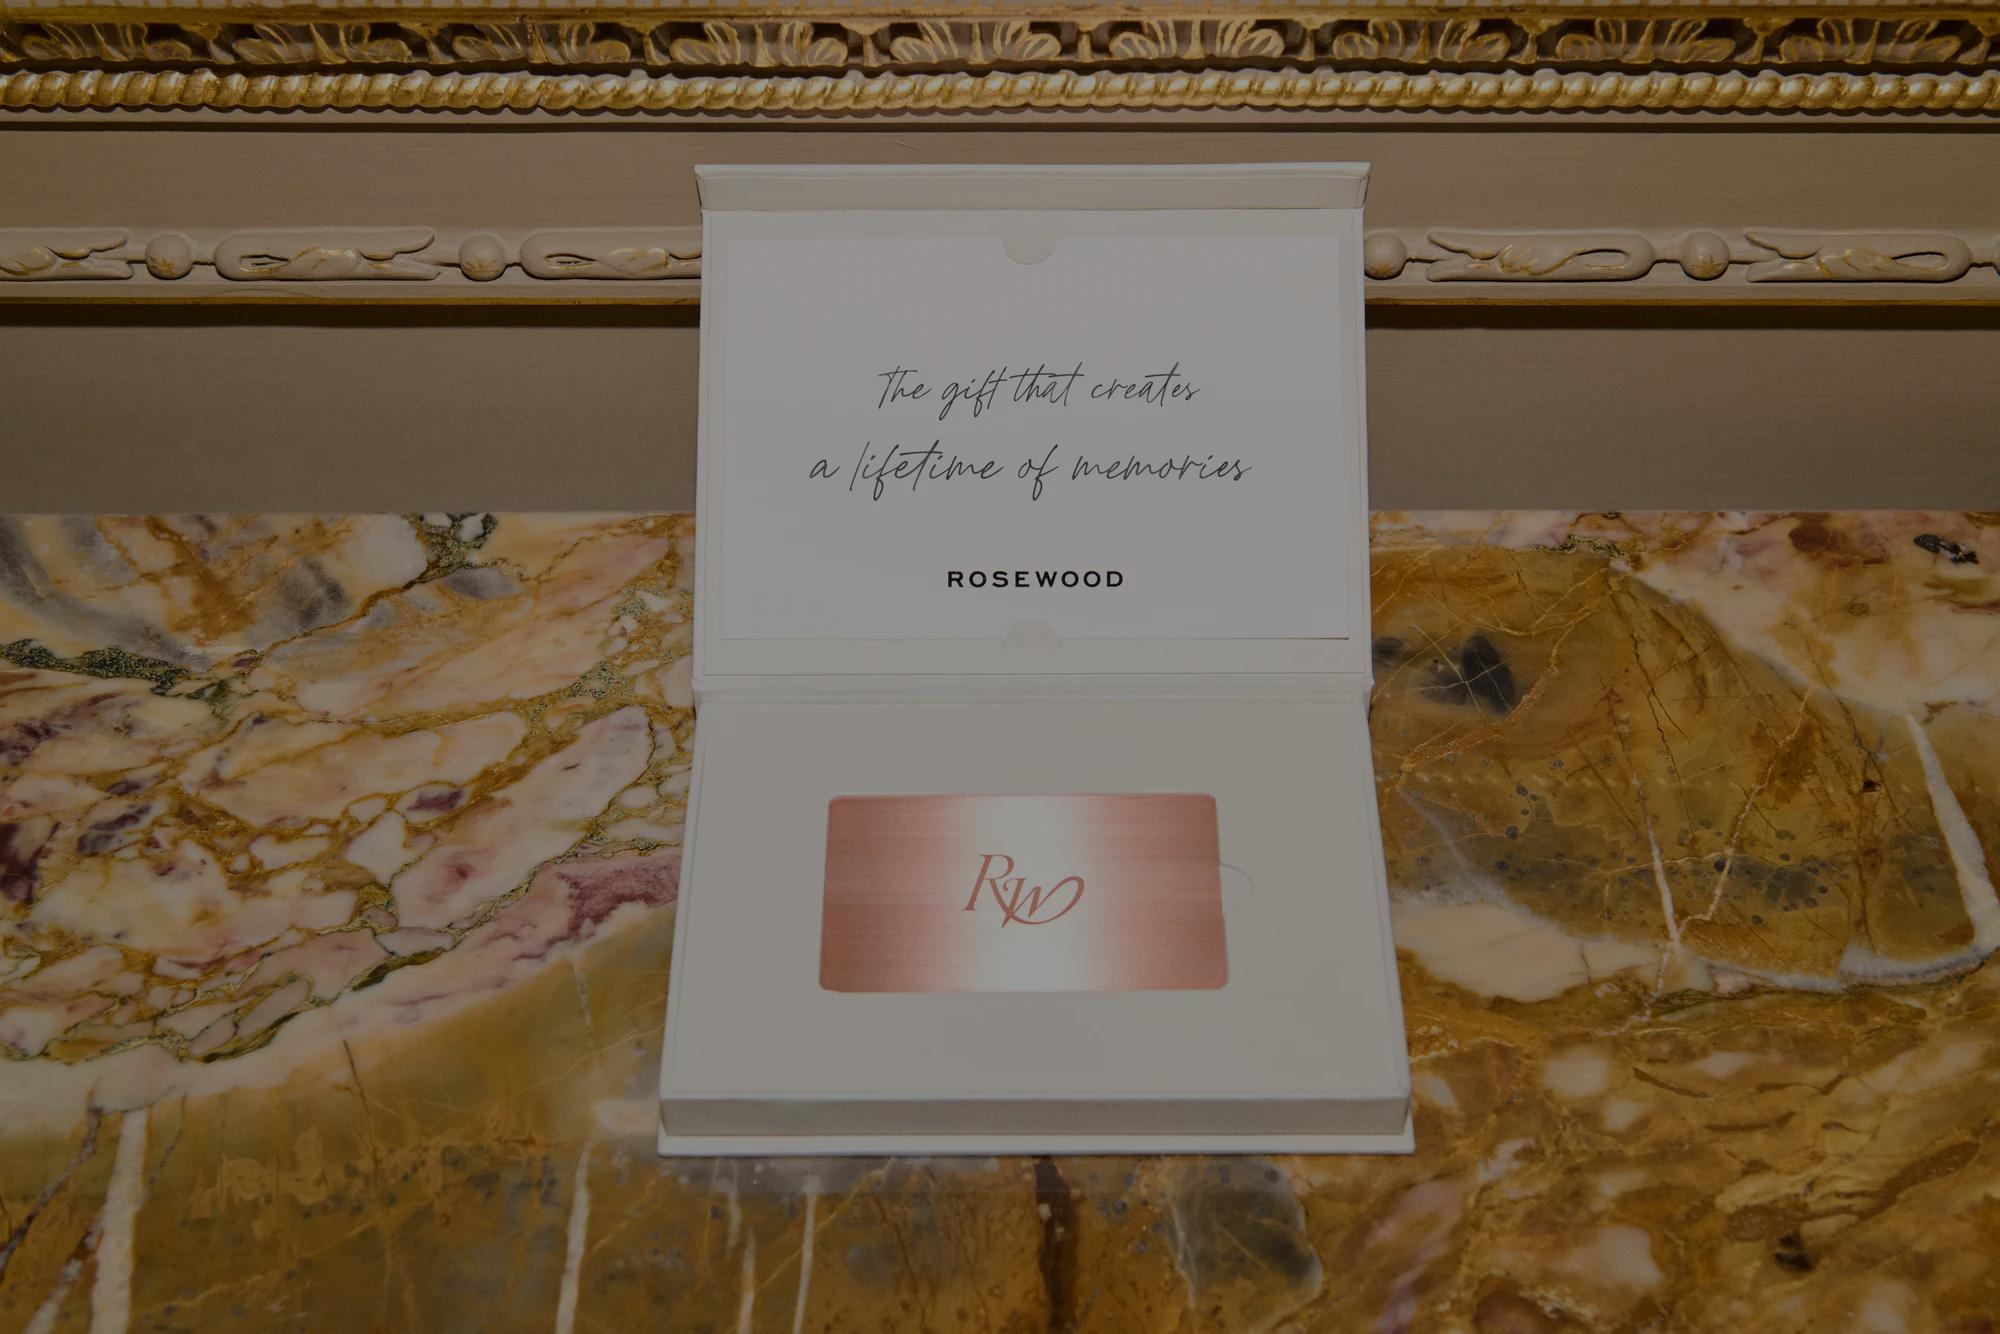 The gift that creates
a lifetime of memories
ROSEWOOD
RW